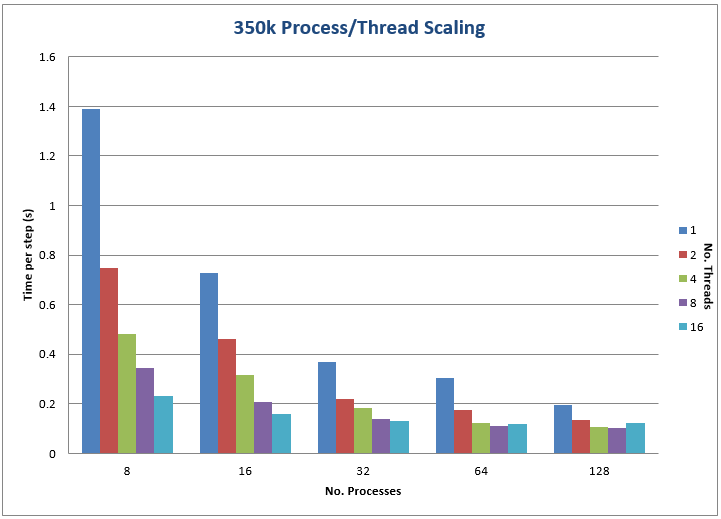 350k Process/Thread Scaling
1.6
1.4
1.2
1
0.8
0.6
0.4
0.2
0
Time per step (s)
8 16 32 64 128
No. Processes
1
2
4
8
16
No. Threads